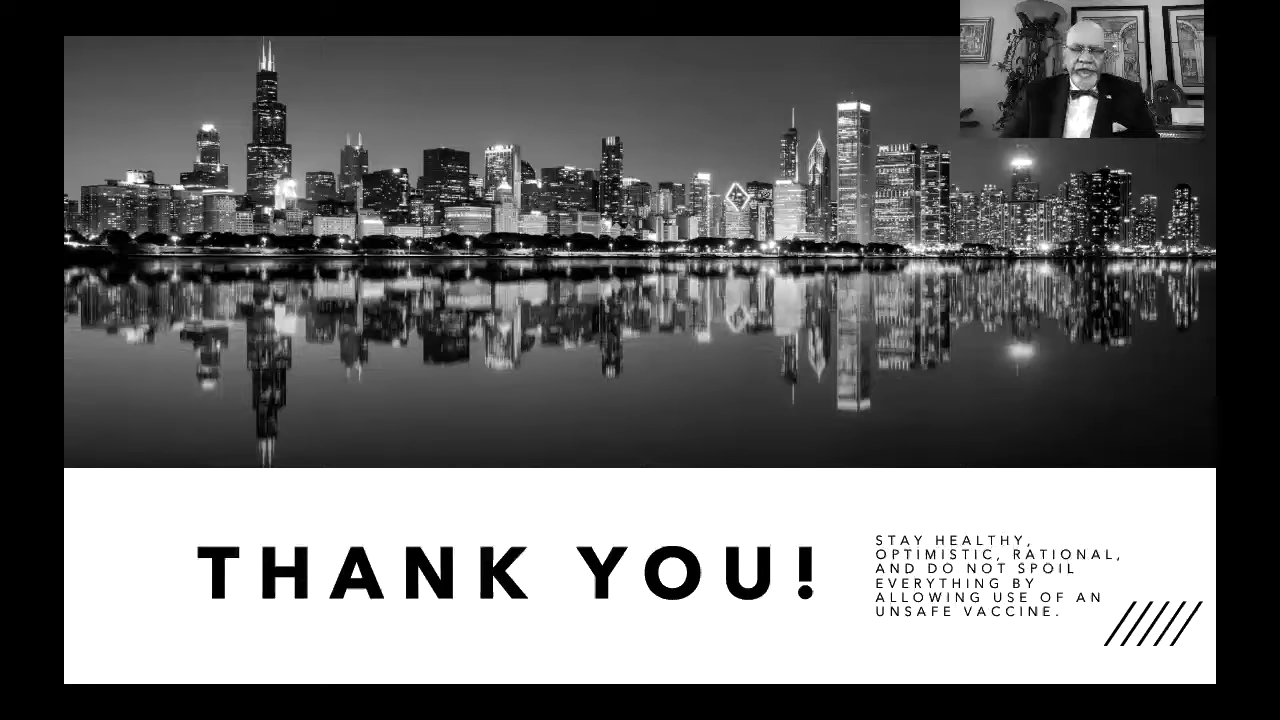 THANK YOU!
STAY HEALTHY,
OPTIMISTIC, RATIONAL,
AND DO NOT SPOIL
EVERYTHING BY
ALLOWING USE OF AN
UNSAFE VACCINE.